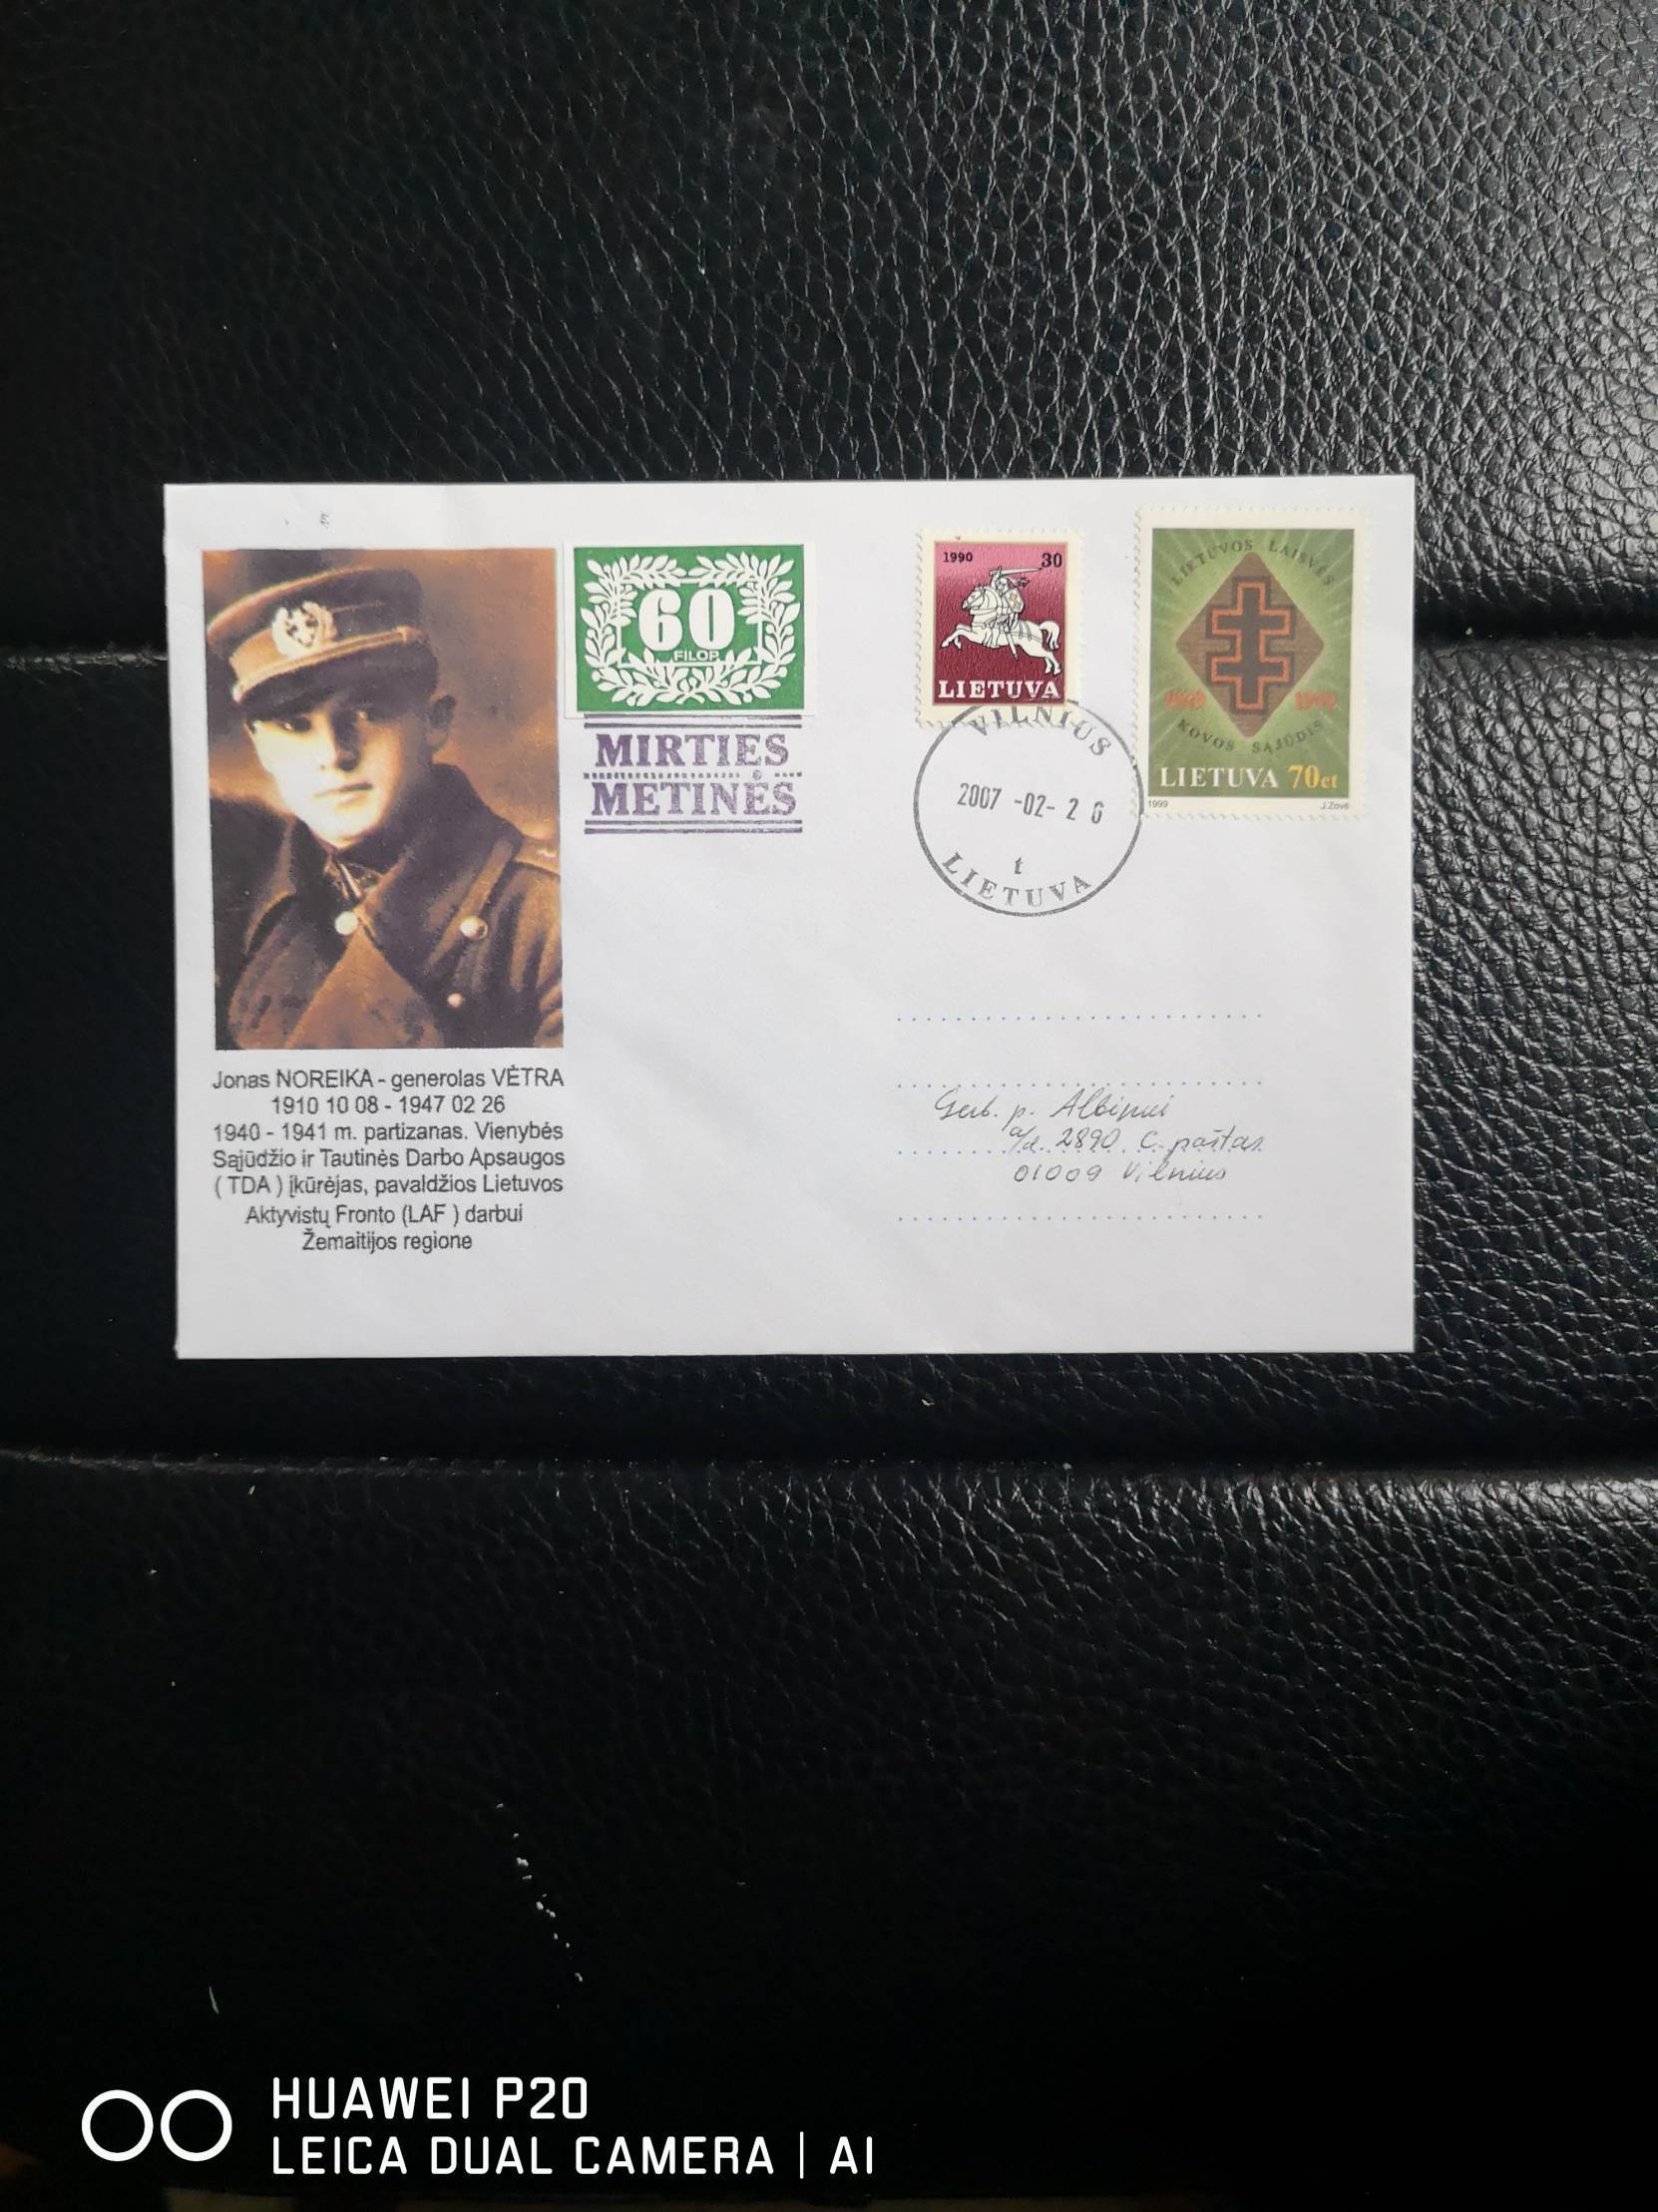 60
FILOP
MIRTIES
METINĖS
1990 30
LIETUVA
LIETUVOS LAISVĖS
1949 1999
KOVOS SĄJŪDIS
LIETUVA 70ct
1999 J.Zovė
VILNIUS
2007 -02- 2 6
t
LIETUVA
Jonas NOREIKA - generolas VĖTRA
1910 10 08 - 1947 02 26
1940 - 1941 m. partizanas. Vienybės
Sąjūdžio ir Tautinės Darbo Apsaugos
( TDA ) įkūrėjas, pavaldžios Lietuvos
Aktyvistų Fronto (LAF ) darbui
Žemaitijos regione
Gerb. p. Albinui
a/d. 2890 C. paštas
01009 Vilnius
HUAWEI P20
LEICA DUAL CAMERA | AI